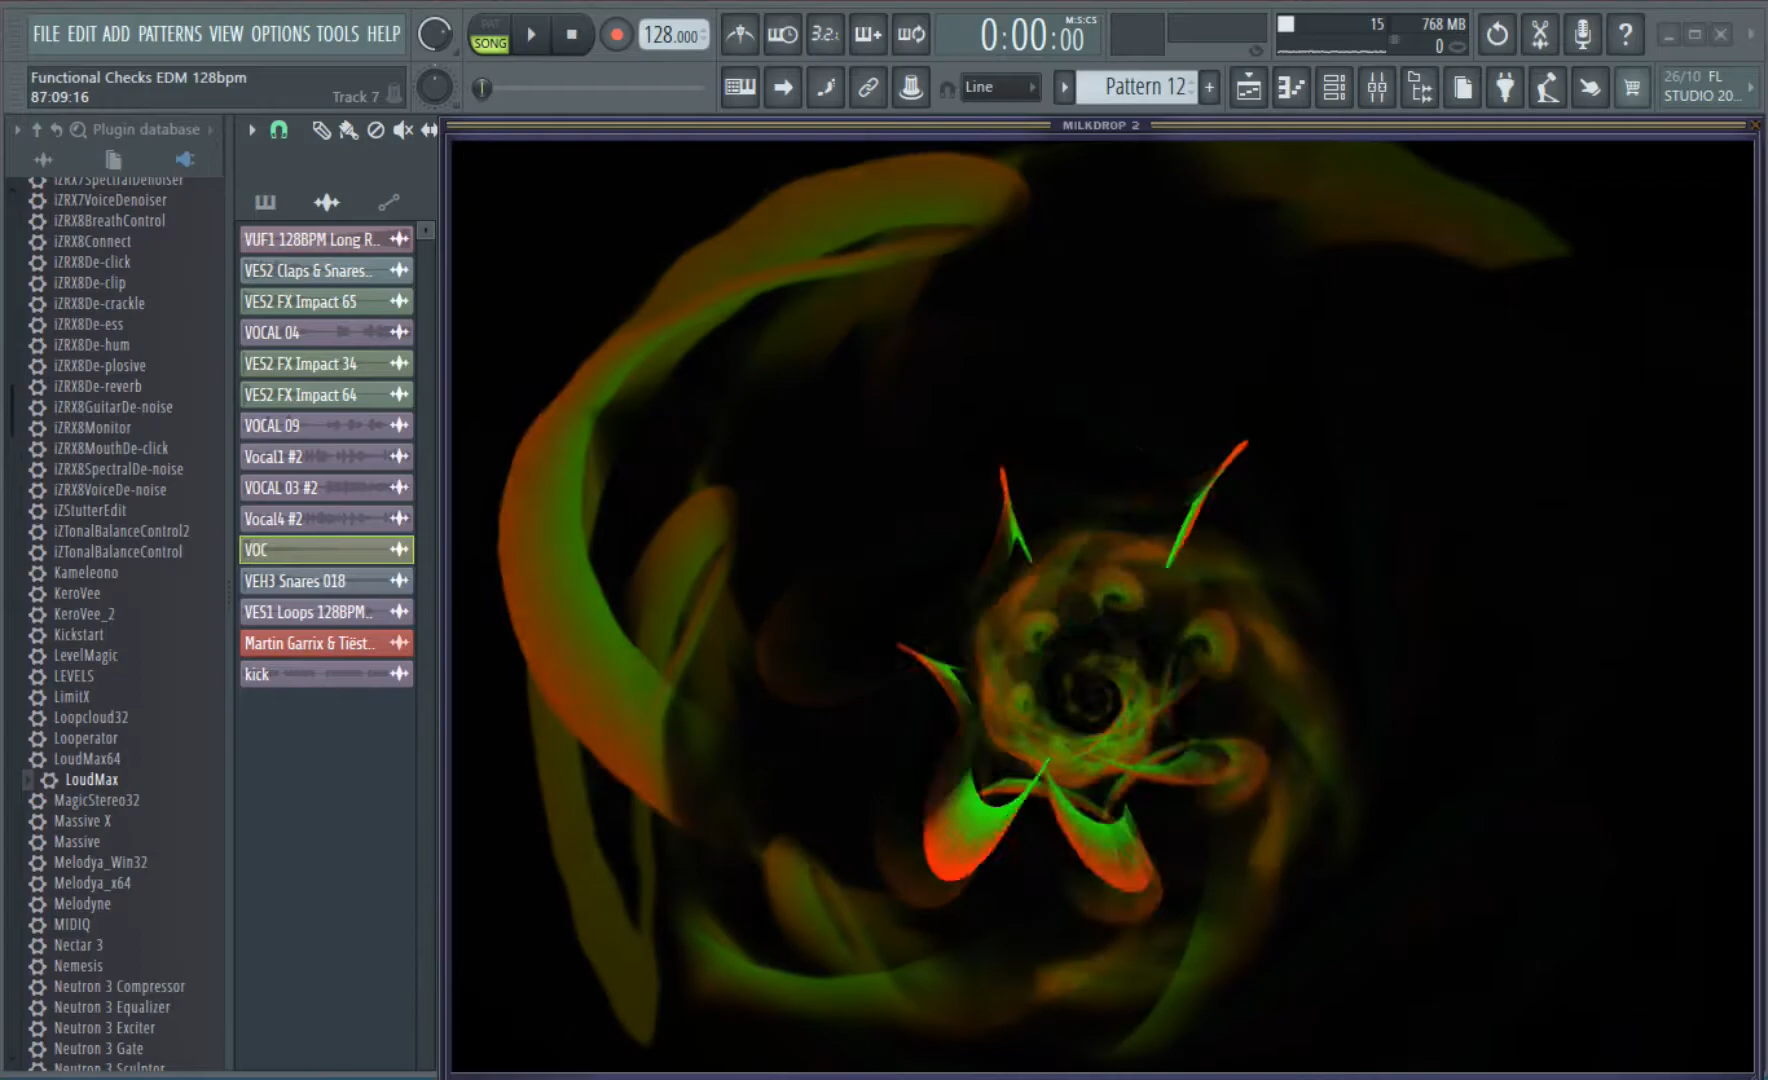 FILE EDIT ADD PATTERNS VIEW OPTIONS TOOLS HELP
PAT
SONG
128.000
3.2.
0:00:00
M:S:CS
15
768 MB
0
?
Functional Checks EDM 128bpm
87:09:16
Track 7
Line
Pattern 12
+
26/10 FL
STUDIO 20...
Plugin database
MILKDROP 2
iZRX7SpectralDenoiser
iZRX7VoiceDenoiser
iZRX8BreathControl
iZRX8Connect
iZRX8De-click
iZRX8De-clip
iZRX8De-crackle
iZRX8De-ess
iZRX8De-hum
iZRX8De-plosive
iZRX8De-reverb
iZRX8GuitarDe-noise
iZRX8Monitor
iZRX8MouthDe-click
iZRX8SpectralDe-noise
iZRX8VoiceDe-noise
iZStutterEdit
iZTonalBalanceControl2
iZTonalBalanceControl
Kameleono
KeroVee
KeroVee_2
Kickstart
LevelMagic
LEVELS
LimitX
Loopcloud32
Looperator
LoudMax64
LoudMax
MagicStereo32
Massive X
Massive
Melodya_Win32
Melodya_x64
Melodyne
MIDIQ
Nectar 3
Nemesis
Neutron 3 Compressor
Neutron 3 Equalizer
Neutron 3 Exciter
Neutron 3 Gate
Neutron 3 Sculptor
VUF1 128BPM Long R..
VES2 Claps & Snares..
VES2 FX Impact 65
VOCAL 04
VES2 FX Impact 34
VES2 FX Impact 64
VOCAL 09
Vocal1 #2
VOCAL 03 #2
Vocal4 #2
VOC
VEH3 Snares 018
VES1 Loops 128BPM..
Martin Garrix & Tiëst..
kick